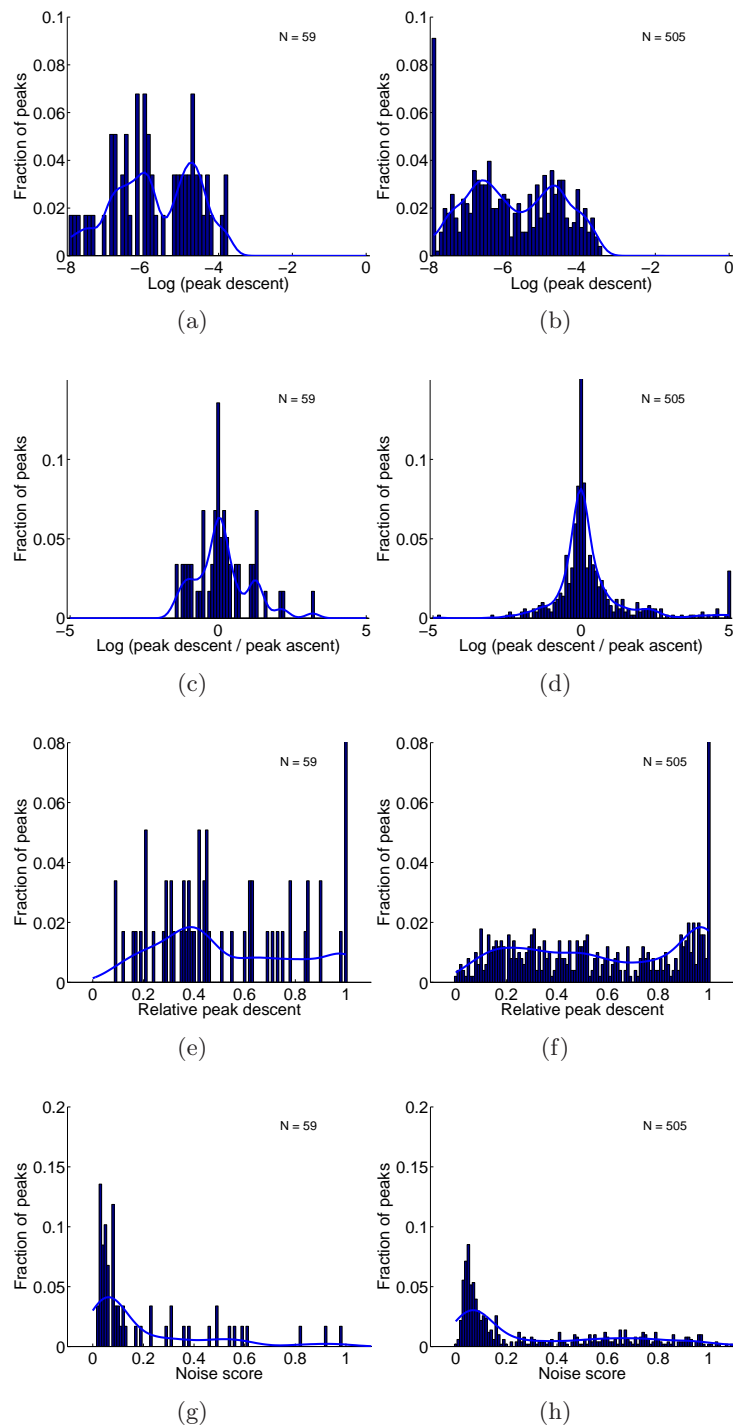 0.1
0.08
0.06
0.04
0.02
0
Fraction of peaks
N = 59
−8 −6 −4 −2 0
Log (peak descent)
(a)
0.1
0.08
0.06
0.04
0.02
0
Fraction of peaks
N = 505
−8 −6 −4 −2 0
Log (peak descent)
(b)
0.1
0.05
0
Fraction of peaks
N = 59
−5 0 5
Log (peak descent / peak ascent)
(c)
0.1
0.05
0
Fraction of peaks
N = 505
−5 0 5
Log (peak descent / peak ascent)
(d)
0.08
0.06
0.04
0.02
0
Fraction of peaks
N = 59
0 0.2 0.4 0.6 0.8 1
Relative peak descent
(e)
0.08
0.06
0.04
0.02
0
Fraction of peaks
N = 505
0 0.2 0.4 0.6 0.8 1
Relative peak descent
(f)
0.2
0.15
0.1
0.05
0
Fraction of peaks
N = 59
0 0.2 0.4 0.6 0.8 1
Noise score
(g)
0.2
0.15
0.1
0.05
0
Fraction of peaks
N = 505
0 0.2 0.4 0.6 0.8 1
Noise score
(h)